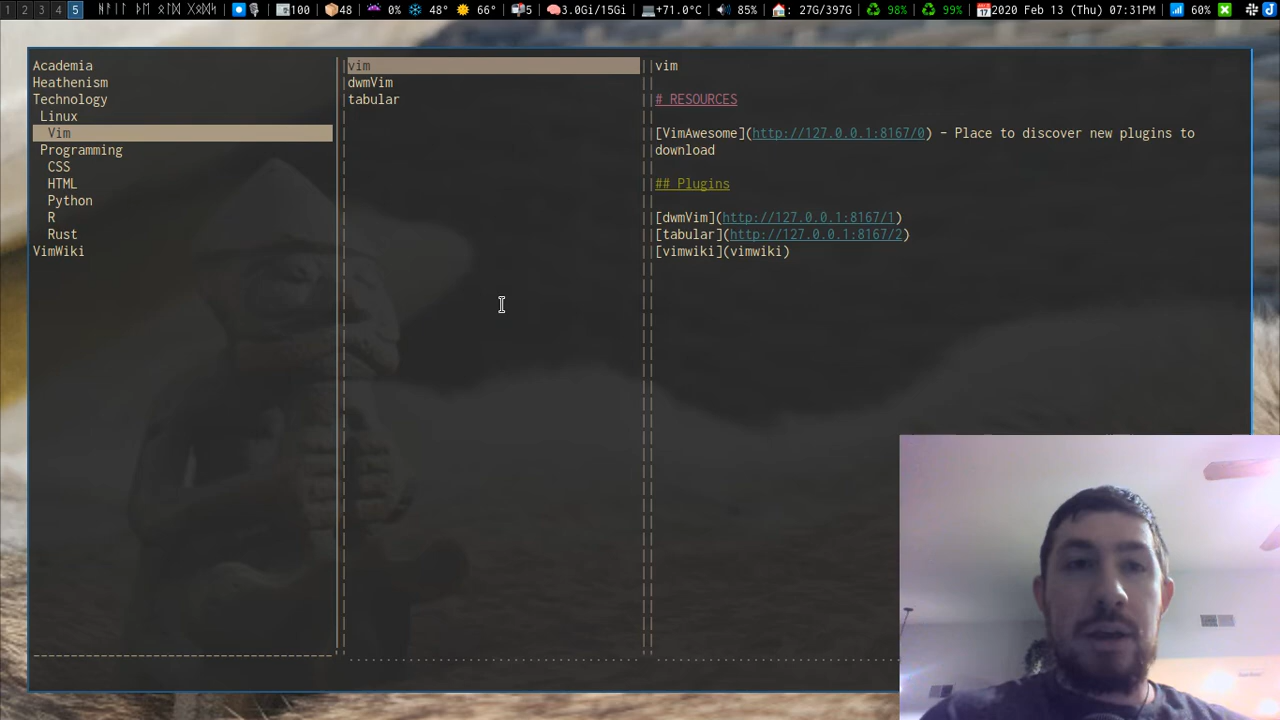 1 2 3 4 5 ᚺᚨᛁᛚ ᚦᛖ ᛟᛚᛞ ᚷᛟᛞᛊ 100 48 0% 48° 66° 5 3.0Gi/15Gi +71.0°C 85% : 27G/397G 98% 99% 2020 Feb 13 (Thu) 07:31PM 60%
Academia
Heathenism
Technology
Linux
Vim
Programming
CSS
HTML
Python
R
Rust
VimWiki
vim
dwmVim
tabular
vim
# RESOURCES
[VimAwesome](http://127.0.0.1:8167/0) - Place to discover new plugins to
download
## Plugins
[dwmVim](http://127.0.0.1:8167/1)
[tabular](http://127.0.0.1:8167/2)
[vimwiki](vimwiki)